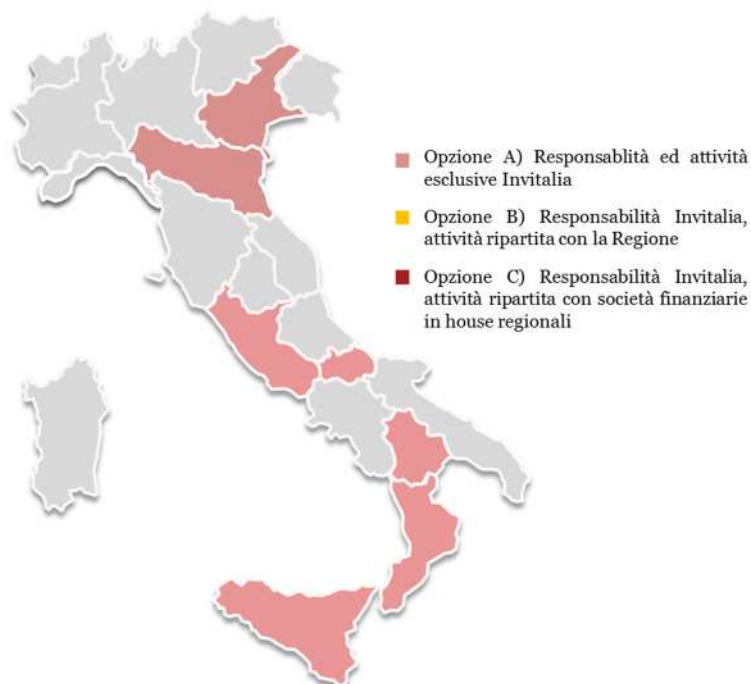 Opzione A) Responsablità ed attività
esclusive Invitalia
Opzione B) Responsabilità Invitalia,
attività ripartita con la Regione
Opzione C) Responsabilità Invitalia,
attività ripartita con società finanziarie
in house regionali